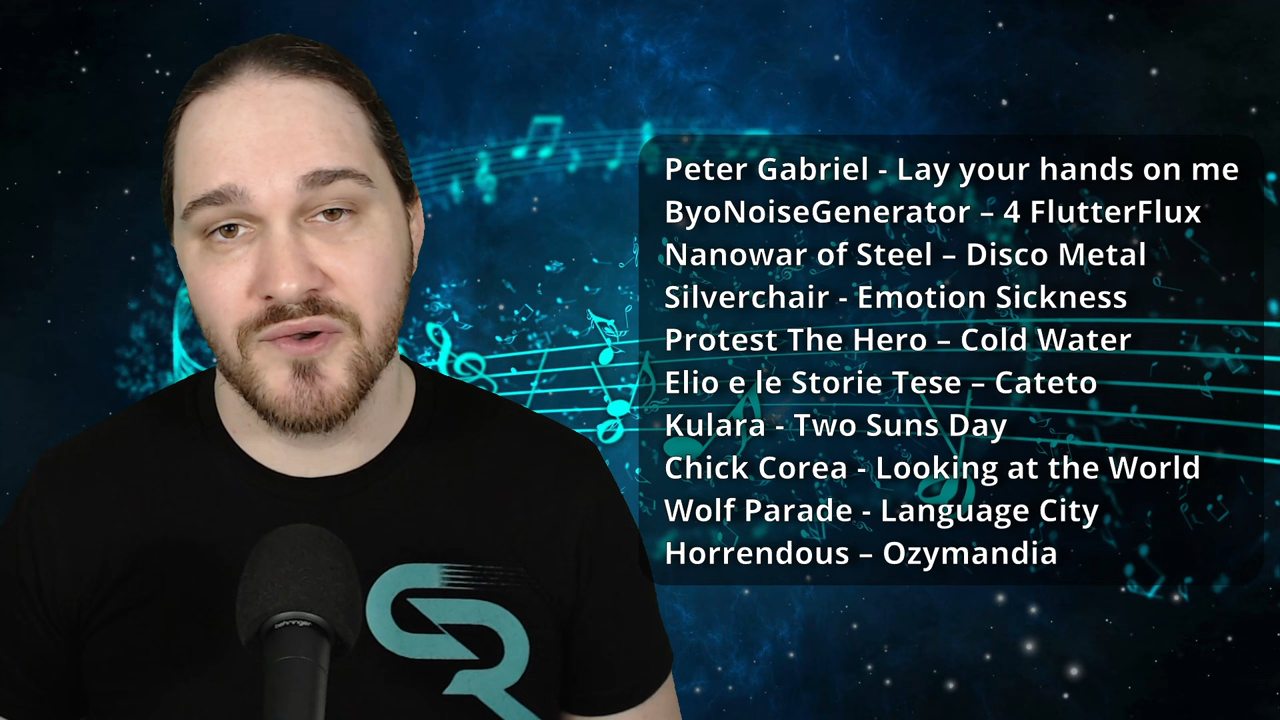 Peter Gabriel - Lay your hands on me
ByoNoiseGenerator – 4 FlutterFlux
Nanowar of Steel – Disco Metal
Silverchair - Emotion Sickness
Protest The Hero – Cold Water
Elio e le Storie Tese – Cateto
Kulara - Two Suns Day
Chick Corea - Looking at the World
Wolf Parade - Language City
Horrendous – Ozymandia
behringer